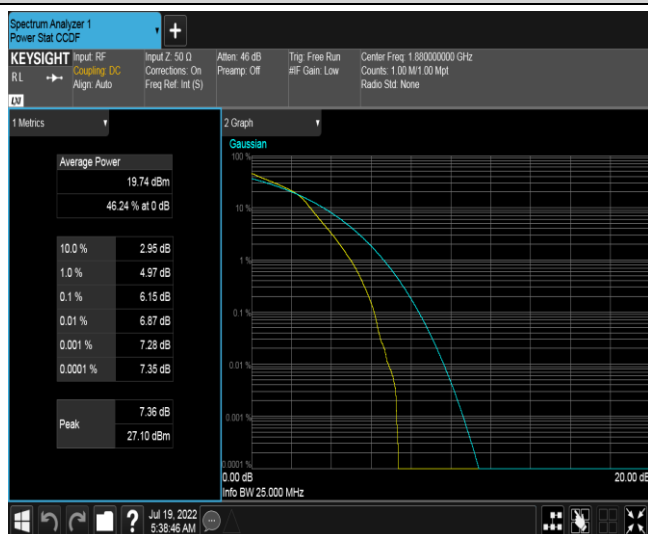 Spectrum Analyzer 1
Power Stat CCDF
+
KEYSIGHT
RL
LXI
Input: RF
Coupling: DC
Align: Auto
Input Z: 50 Ω
Corrections: On
Freq Ref: Int (S)
Atten: 46 dB
Preamp: Off
Trig: Free Run
#IF Gain: Low
Center Freq: 1.880000000 GHz
Counts: 1.00 M/1.00 Mpt
Radio Std: None
1 Metrics
Average Power
19.74 dBm
46.24 % at 0 dB
10.0 % 2.95 dB
1.0 % 4.97 dB
0.1 % 6.15 dB
0.01 % 6.87 dB
0.001 % 7.28 dB
0.0001 % 7.35 dB
Peak
7.36 dB
27.10 dBm
2 Graph
Gaussian
100 %
10 %
1 %
0.1 %
0.01 %
0.001 %
0.0001 %
0.00 dB
20.00 dB
Info BW 25.000 MHz
?
Jul 19, 2022
5:38:46 AM